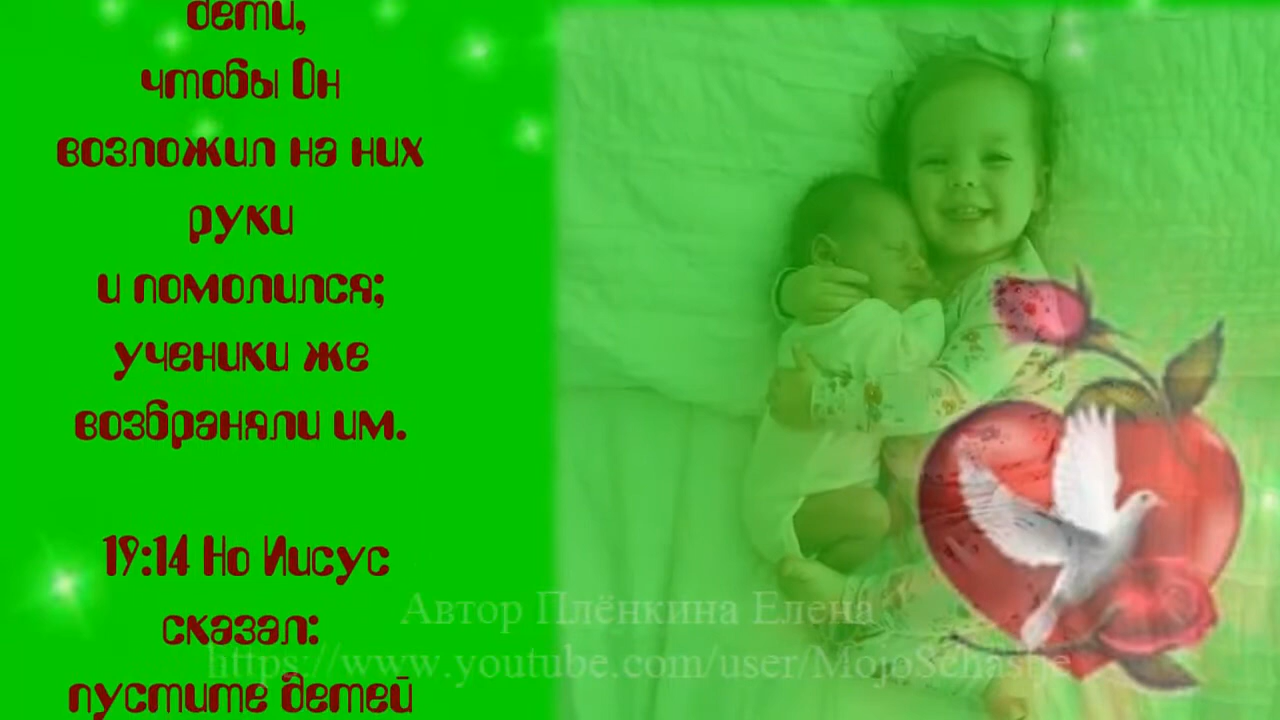 дети,
чтобы Он
возложил на них
руки
и помолился;
ученики же
возбраняли им.
19:14 Но Иисус
сказал:
пустите детей
Автор Плёнкина Елена
https://www.youtube.com/user/MojoSchastje